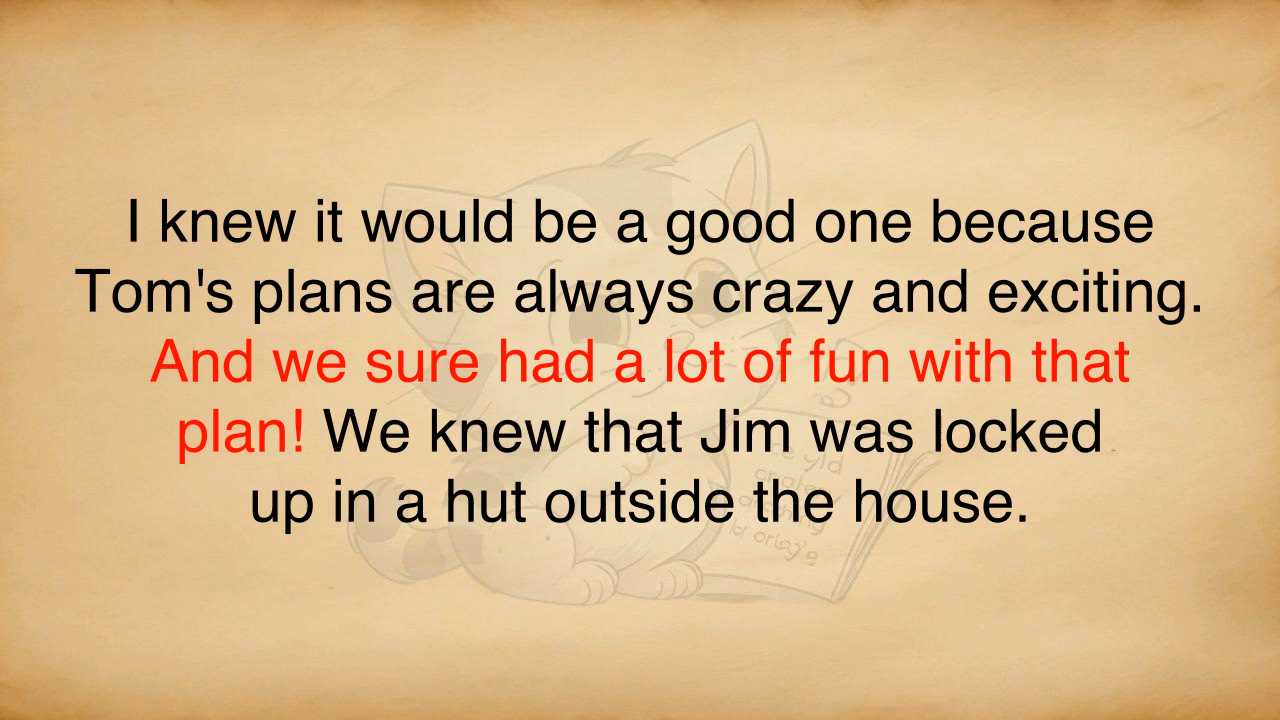 I knew it would be a good one because
Tom's plans are always crazy and exciting.
And we sure had a lot of fun with that
plan! We knew that Jim was locked
up in a hut outside the house.